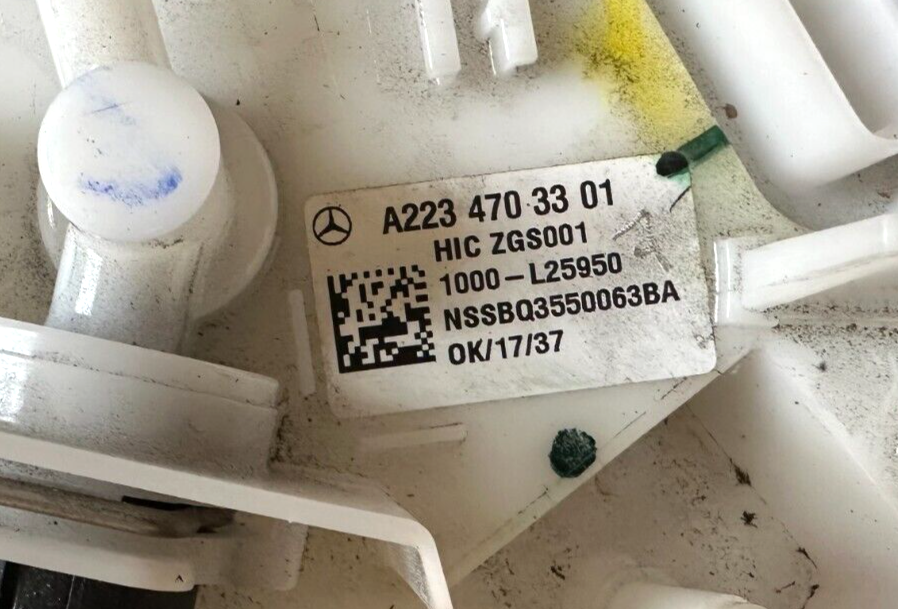 A223 470 33 01
HIC ZGS001
1000-L25950
NSSBQ3550063BA
OK/17/37